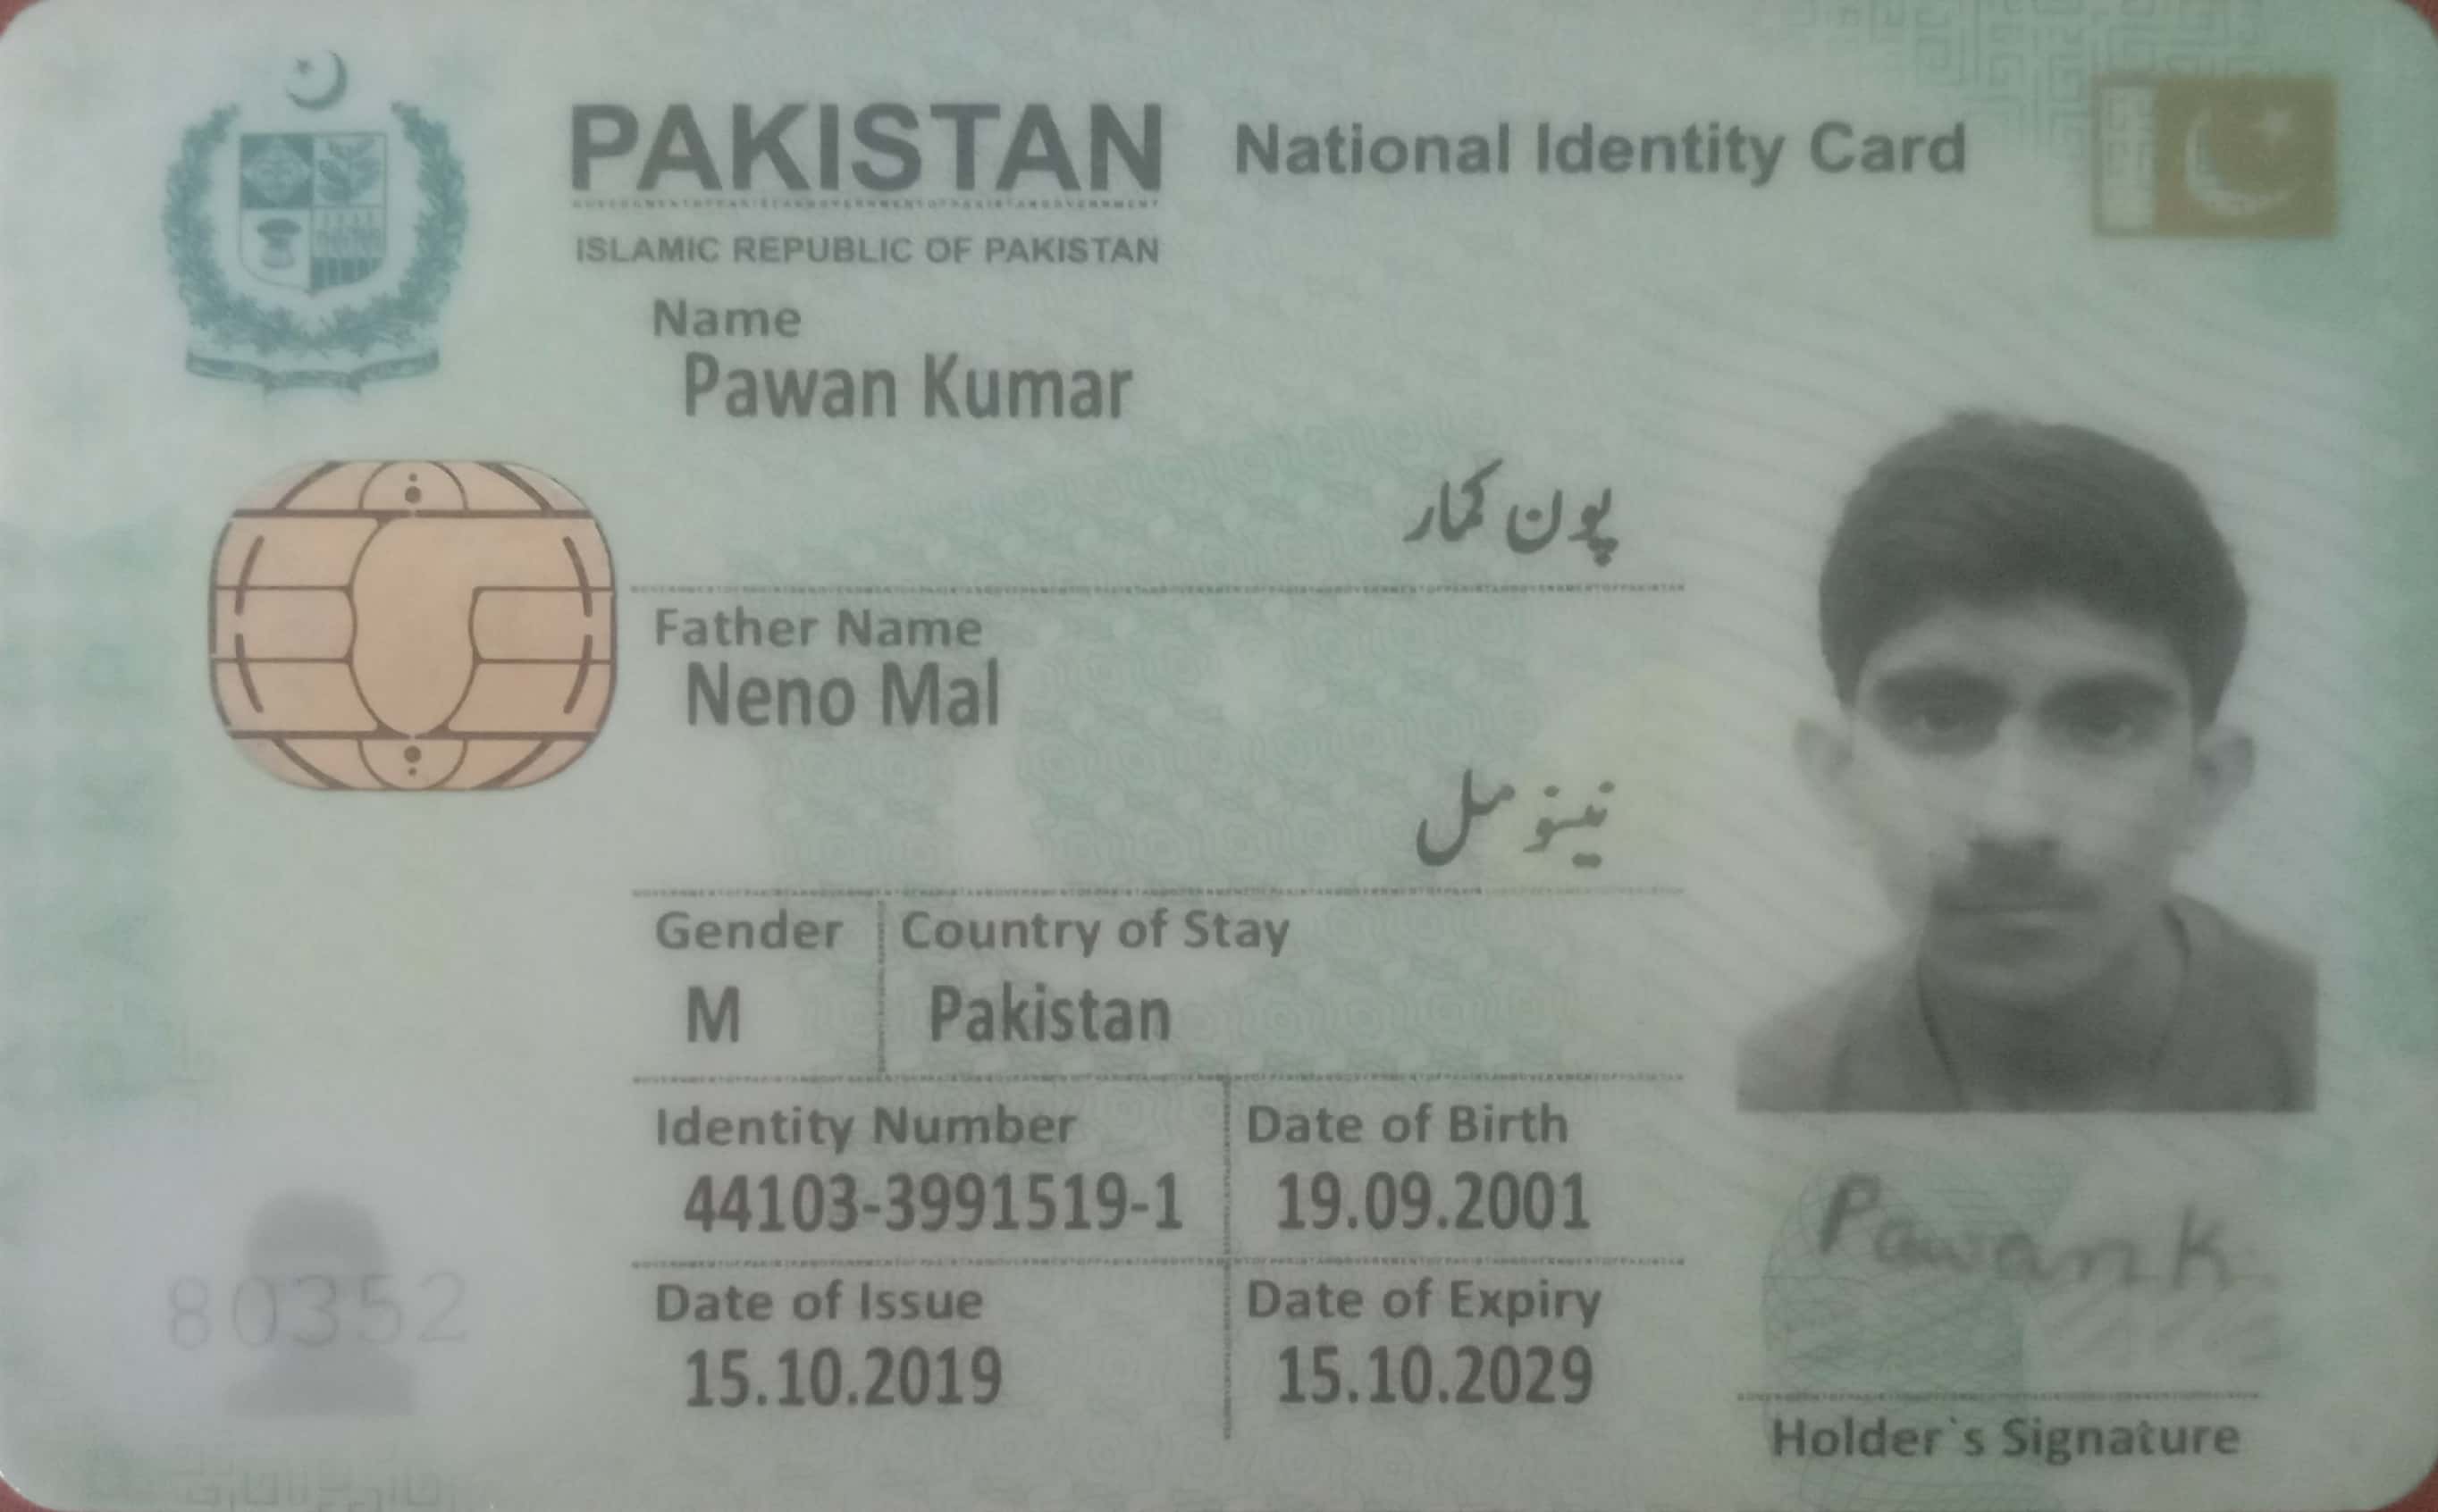 PAKISTAN National Identity Card
ISLAMIC REPUBLIC OF PAKISTAN
Name
Pawan Kumar
پون کمار
Father Name
Neno Mal
نینو مل
Gender Country of Stay
M Pakistan
Identity Number Date of Birth
44103-3991519-1 19.09.2001
Date of Issue Date of Expiry
15.10.2019 15.10.2029
80352
Pawan K
Holder`s Signature